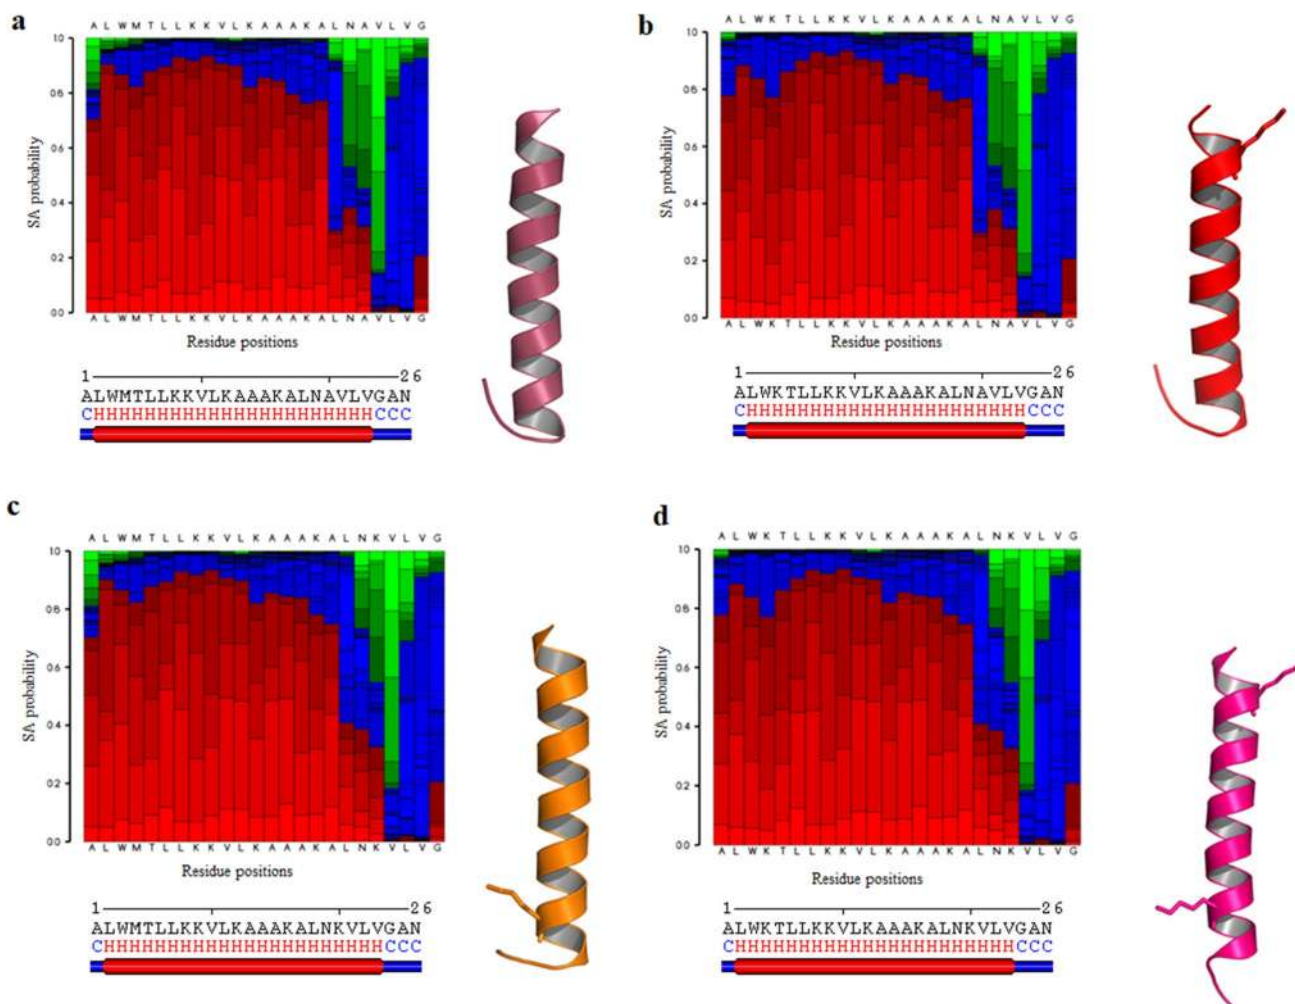 a
A L W M T L L K K V L K A A A K A L N A V L V G
1.0
0.8
0.6
0.4
0.2
0.0
SA probability
A L W M T L L K K V L K A A A K A L N A V L V G
Residue positions
1 26
ALWMTLLKKVLKAAAKALNAVLVGAN
CHHHHHHHHHHHHHHHHHHHHHHCCC
b
A L W K T L L K K V L K A A A K A L N A V L V G
1.0
0.8
0.6
0.4
0.2
0.0
SA probability
A L W K T L L K K V L K A A A K A L N A V L V G
Residue positions
1 26
ALWKTLLKKVLKAAAKALNAVLVGAN
CHHHHHHHHHHHHHHHHHHHHHHCCC
c
A L W M T L L K K V L K A A A K A L N K V L V G
1.0
0.8
0.6
0.4
0.2
0.0
SA probability
A L W M T L L K K V L K A A A K A L N K V L V G
Residue positions
1 26
ALWMTLLKKVLKAAAKALNKVLVGAN
CHHHHHHHHHHHHHHHHHHHHHHCCC
d
A L W K T L L K K V L K A A A K A L N K V L V G
1.0
0.8
0.6
0.4
0.2
0.0
SA probability
A L W K T L L K K V L K A A A K A L N K V L V G
Residue positions
1 26
ALWKTLLKKVLKAAAKALNKVLVGAN
CHHHHHHHHHHHHHHHHHHHHHHCCC